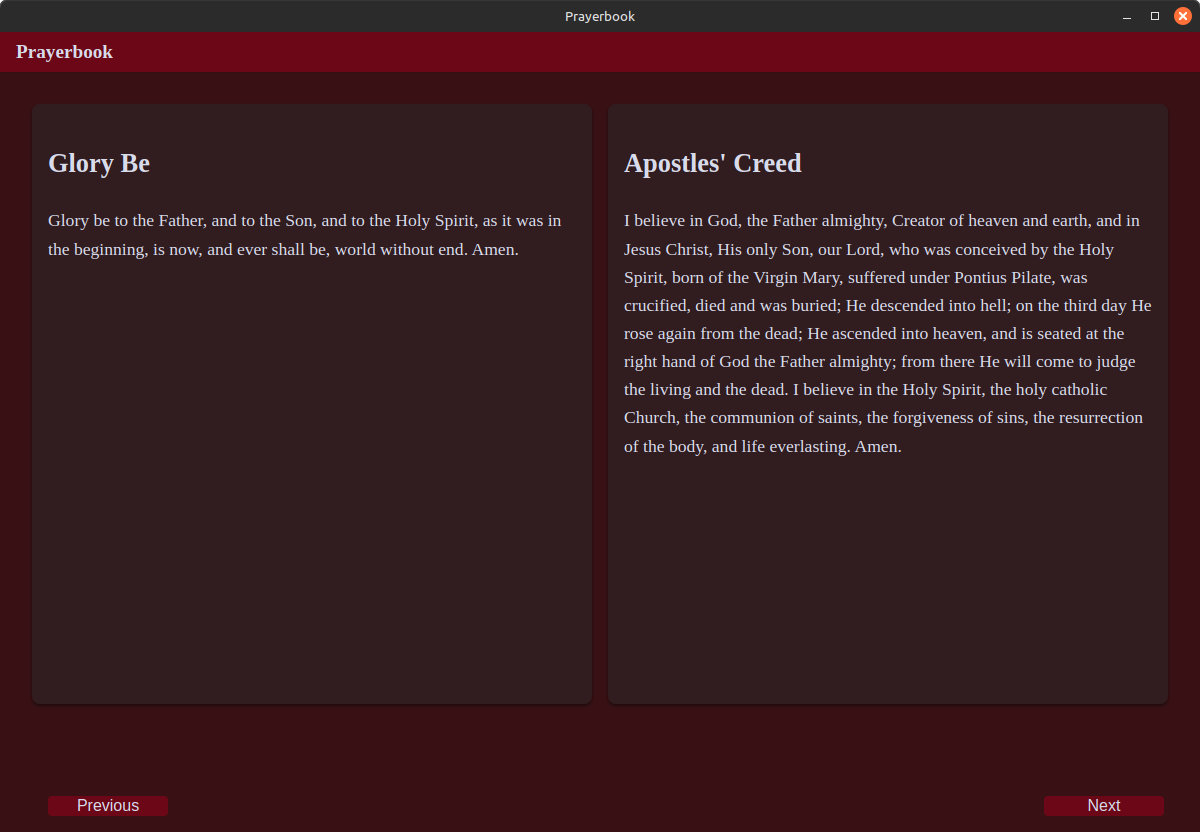 Prayerbook
Prayerbook
Glory Be
Glory be to the Father, and to the Son, and to the Holy Spirit, as it was in
the beginning, is now, and ever shall be, world without end. Amen.
Apostles' Creed
I believe in God, the Father almighty, Creator of heaven and earth, and in
Jesus Christ, His only Son, our Lord, who was conceived by the Holy
Spirit, born of the Virgin Mary, suffered under Pontius Pilate, was
crucified, died and was buried; He descended into hell; on the third day He
rose again from the dead; He ascended into heaven, and is seated at the
right hand of God the Father almighty; from there He will come to judge
the living and the dead. I believe in the Holy Spirit, the holy catholic
Church, the communion of saints, the forgiveness of sins, the resurrection
of the body, and life everlasting. Amen.
Previous
Next